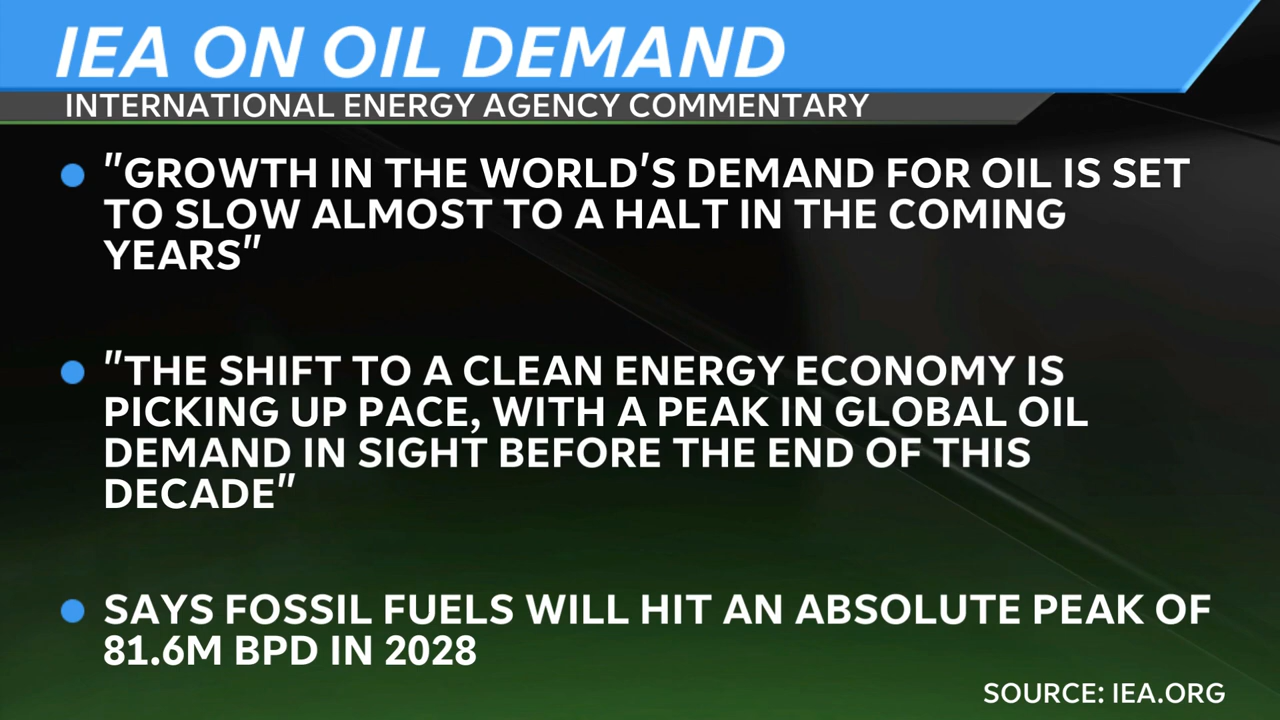 IEA ON OIL DEMAND
INTERNATIONAL ENERGY AGENCY COMMENTARY
"GROWTH IN THE WORLD'S DEMAND FOR OIL IS SET
TO SLOW ALMOST TO A HALT IN THE COMING
YEARS"
"THE SHIFT TO A CLEAN ENERGY ECONOMY IS
PICKING UP PACE, WITH A PEAK IN GLOBAL OIL
DEMAND IN SIGHT BEFORE THE END OF THIS
DECADE"
SAYS FOSSIL FUELS WILL HIT AN ABSOLUTE PEAK OF
81.6M BPD IN 2028
SOURCE: IEA.ORG